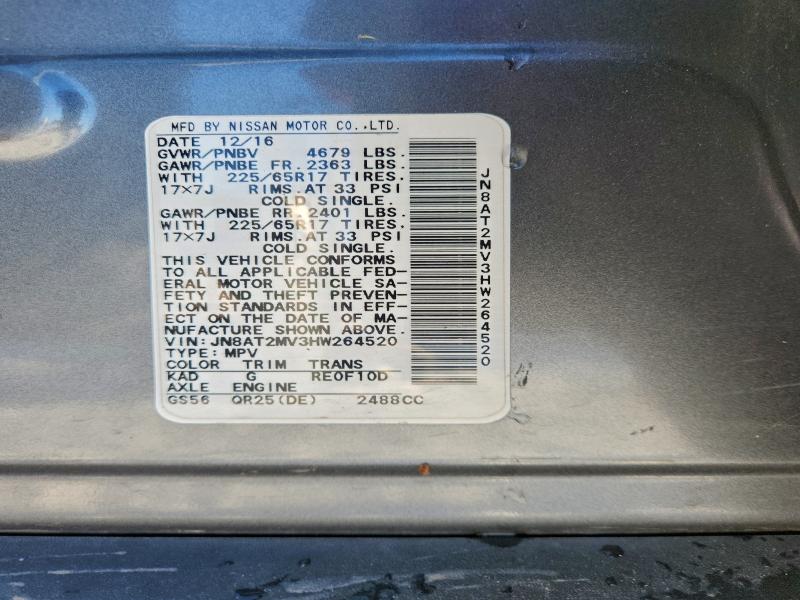 MFD BY NISSAN MOTOR CO.,LTD.
DATE 12/16
GVWR/PNBV 4679 LBS.
GAWR/PNBE FR.2363 LBS.
WITH 225/65R17 TIRES.
17×7J RIMS.AT 33 PSI
COLD SINGLE.
GAWR/PNBE RR.2401 LBS.
WITH 225/65R17 TIRES.
17×7J RIMS.AT 33 PSI
COLD SINGLE.
THIS VEHICLE CONFORMS
TO ALL APPLICABLE FED-
ERAL MOTOR VEHICLE SA-
FETY AND THEFT PREVEN-
TION STANDARDS IN EFF-
ECT ON THE DATE OF MA-
NUFACTURE SHOWN ABOVE.
VIN:JN8AT2MV3HW264520
TYPE:MPV
COLOR TRIM TRANS
KAD G RE0F10D
AXLE ENGINE
GS56 QR25(DE) 2488CC
JN8AT2MV3HW264520